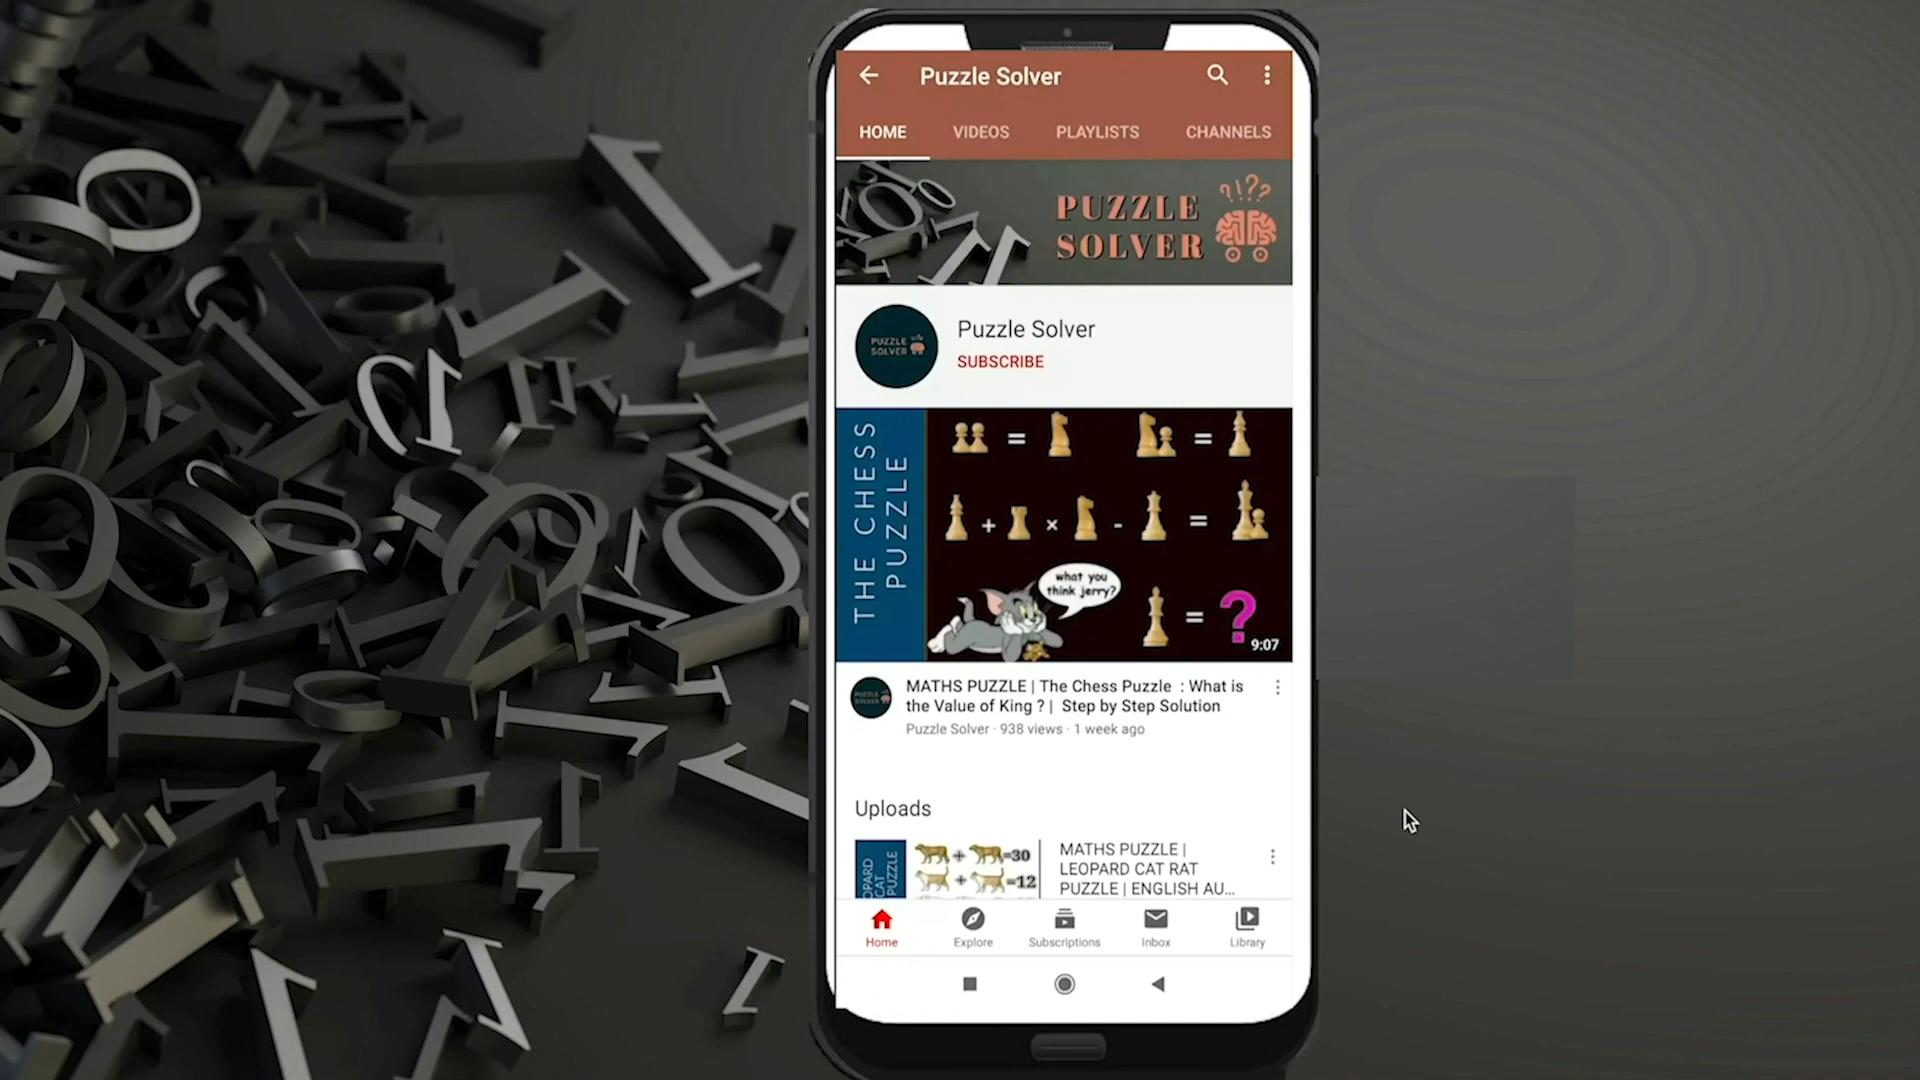 Puzzle Solver
HOME VIDEOS PLAYLISTS CHANNELS
PUZZLE
SOLVER
?!??
PUZZLE
SOLVER
Puzzle Solver
SUBSCRIBE
THE CHESS
PUZZLE
= =
+ × - =
what you
think jerry?
= ?
9:07
MATHS PUZZLE | The Chess Puzzle : What is
the Value of King ? | Step by Step Solution
Puzzle Solver · 938 views · 1 week ago
Uploads
OPARD
CAT
PUZZLE
+ =30
+ =12
MATHS PUZZLE |
LEOPARD CAT RAT
PUZZLE | ENGLISH AU...
Home Explore Subscriptions Inbox Library